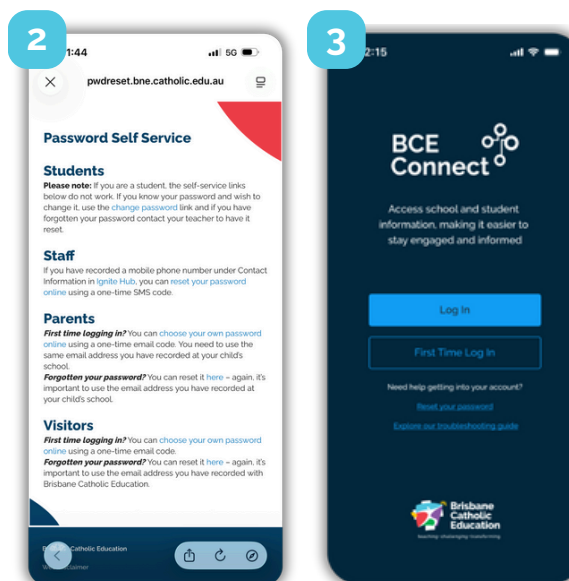 2
1:44
5G
pwdreset.bne.catholic.edu.au
Password Self Service
Students
Please note: If you are a student, the self-service links
below do not work. If you know your password and wish to
change it, use the change password link and if you have
forgotten your password contact your teacher to have it
reset.
Staff
If you have recorded a mobile phone number under Contact
Information in Ignite Hub, you can reset your password
online using a one-time SMS code.
Parents
First time logging in? You can choose your own password
online using a one-time email code. You need to use the
same email address you have recorded at your child's
school.
Forgotten your password? You can reset it here – again, it's
important to use the email address you have recorded at
your child's school.
Visitors
First time logging in? You can choose your own password
online using a one-time email code.
Forgotten your password? You can reset it here – again, it's
important to use the email address you have recorded with
Brisbane Catholic Education.
Catholic Education
3
2:15
BCE
Connect
Access school and student
information, making it easier to
stay engaged and informed
Log In
First Time Log In
Need help getting into your account?
Reset your password
Explore our troubleshooting guide
Brisbane
Catholic
Education
teaching challenging transforming